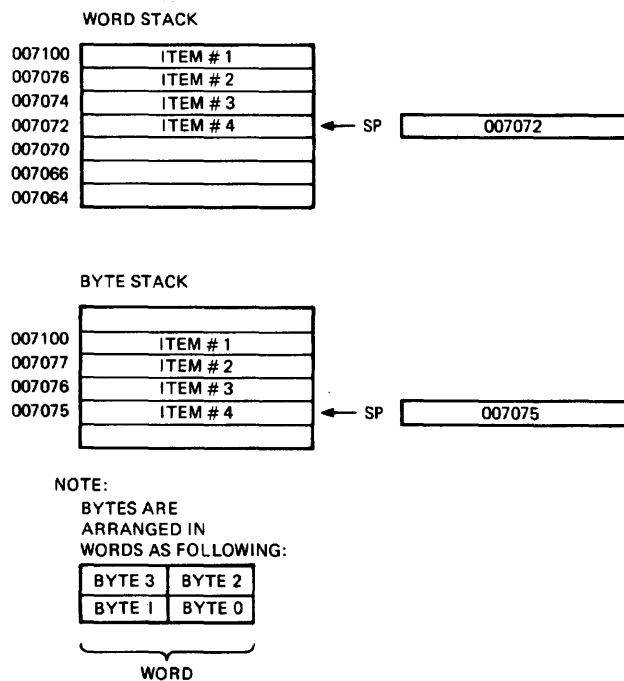 WORD STACK
007100 ITEM # 1
007076 ITEM # 2
007074 ITEM # 3
007072 ITEM # 4 SP 007072
007070
007066
007064
BYTE STACK
007100 ITEM # 1
007077 ITEM # 2
007076 ITEM # 3
007075 ITEM # 4 SP 007075
NOTE:
BYTES ARE
ARRANGED IN
WORDS AS FOLLOWING:
BYTE 3 BYTE 2
BYTE I BYTE 0
WORD